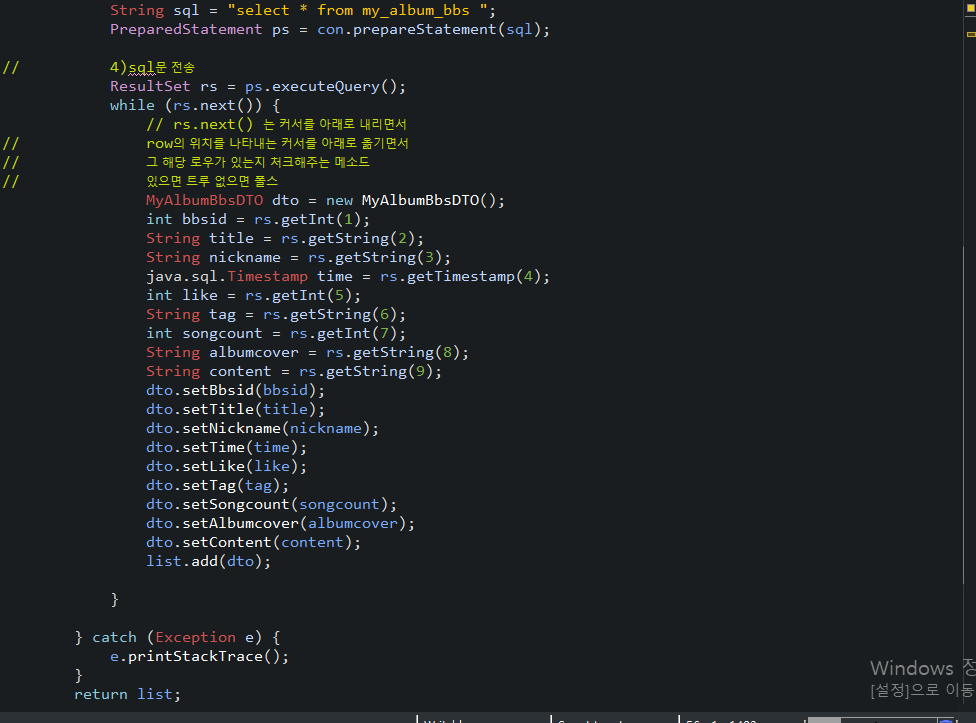 String sql = "select * from my_album_bbs ";
PreparedStatement ps = con.prepareStatement(sql);
// 4)sql문 전송
ResultSet rs = ps.executeQuery();
while (rs.next()) {
// rs.next() 는 커서를 아래로 내리면서
// row의 위치를 나타내는 커서를 아래로 옮기면서
// 그 해당 로우가 있는지 처크해주는 메소드
// 있으면 트루 없으면 폴스
MyAlbumBbsDTO dto = new MyAlbumBbsDTO();
int bbsid = rs.getInt(1);
String title = rs.getString(2);
String nickname = rs.getString(3);
java.sql.Timestamp time = rs.getTimestamp(4);
int like = rs.getInt(5);
String tag = rs.getString(6);
int songcount = rs.getInt(7);
String albumcover = rs.getString(8);
String content = rs.getString(9);
dto.setBbsid(bbsid);
dto.setTitle(title);
dto.setNickname(nickname);
dto.setTime(time);
dto.setLike(like);
dto.setTag(tag);
dto.setSongcount(songcount);
dto.setAlbumcover(albumcover);
dto.setContent(content);
list.add(dto);
}
} catch (Exception e) {
e.printStackTrace();
}
return list;
Windows 정
[설정]으로 이동